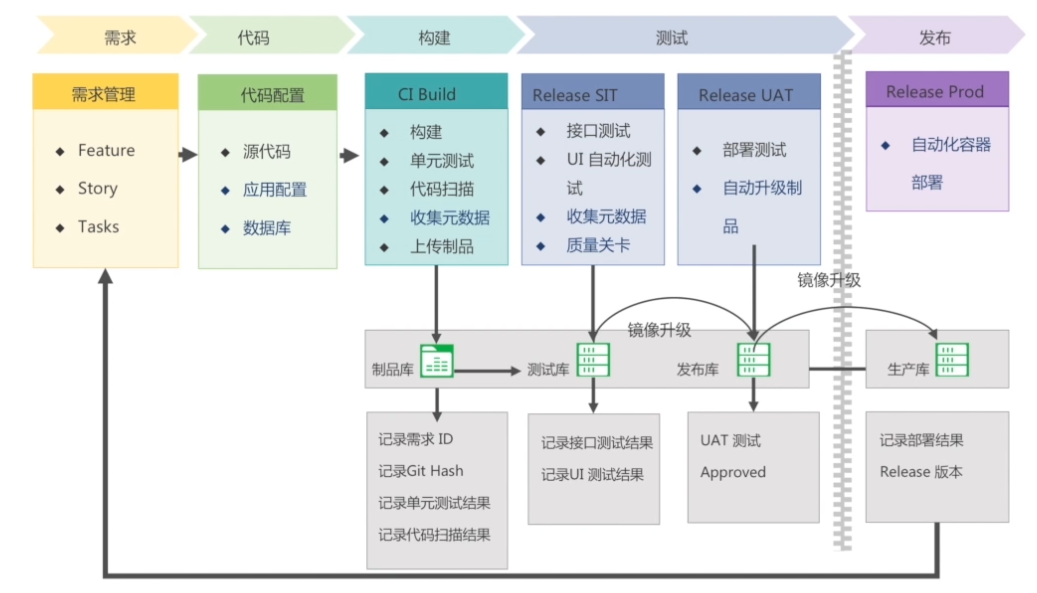 需求
代码
构建
测试
发布
需求管理
Feature
Story
Tasks
代码配置
源代码
应用配置
数据库
CI Build
构建
单元测试
代码扫描
收集元数据
上传制品
Release SIT
接口测试
UI 自动化测
试
收集元数据
质量关卡
Release UAT
部署测试
自动升级制
品
Release Prod
自动化容器
部署
镜像升级
镜像升级
制品库
测试库
发布库
生产库
记录需求 ID
记录Git Hash
记录单元测试结果
记录代码扫描结果
记录接口测试结果
记录UI 测试结果
UAT 测试
Approved
记录部署结果
Release 版本